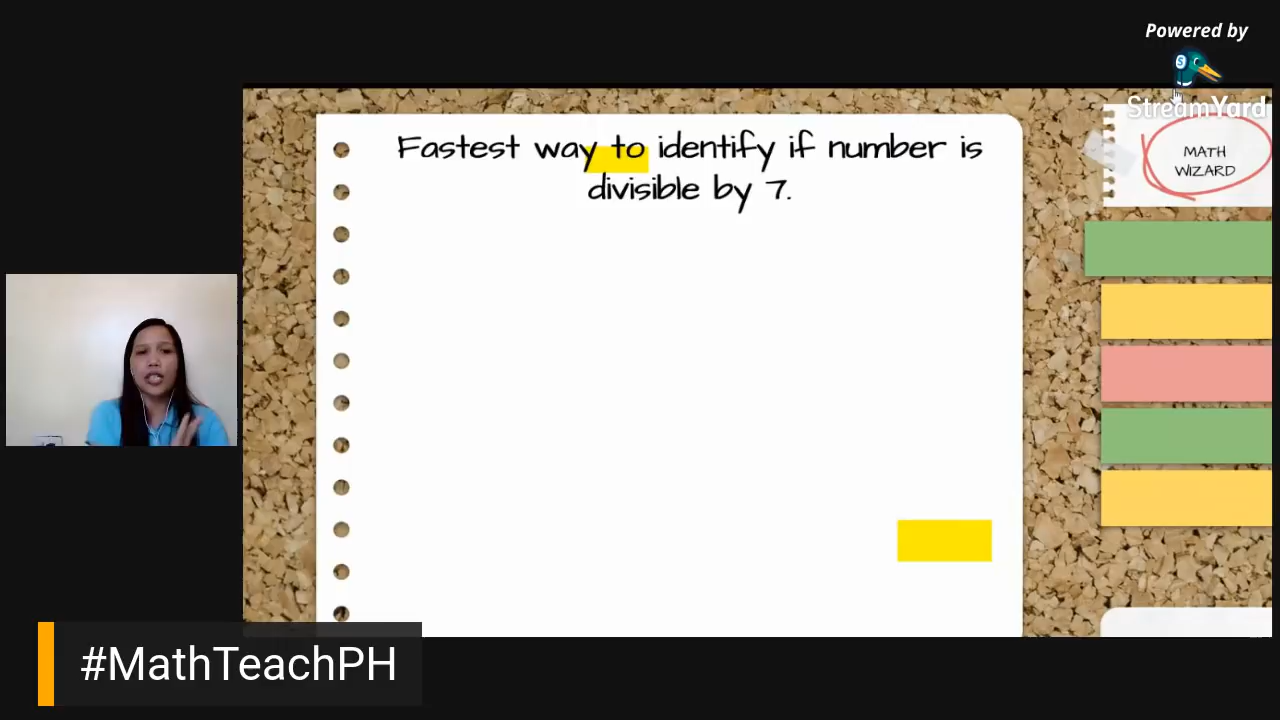 Powered by
StreamYard
Fastest way to identify if number is
divisible by 7.
MATH
WIZARD
#MathTeachPH